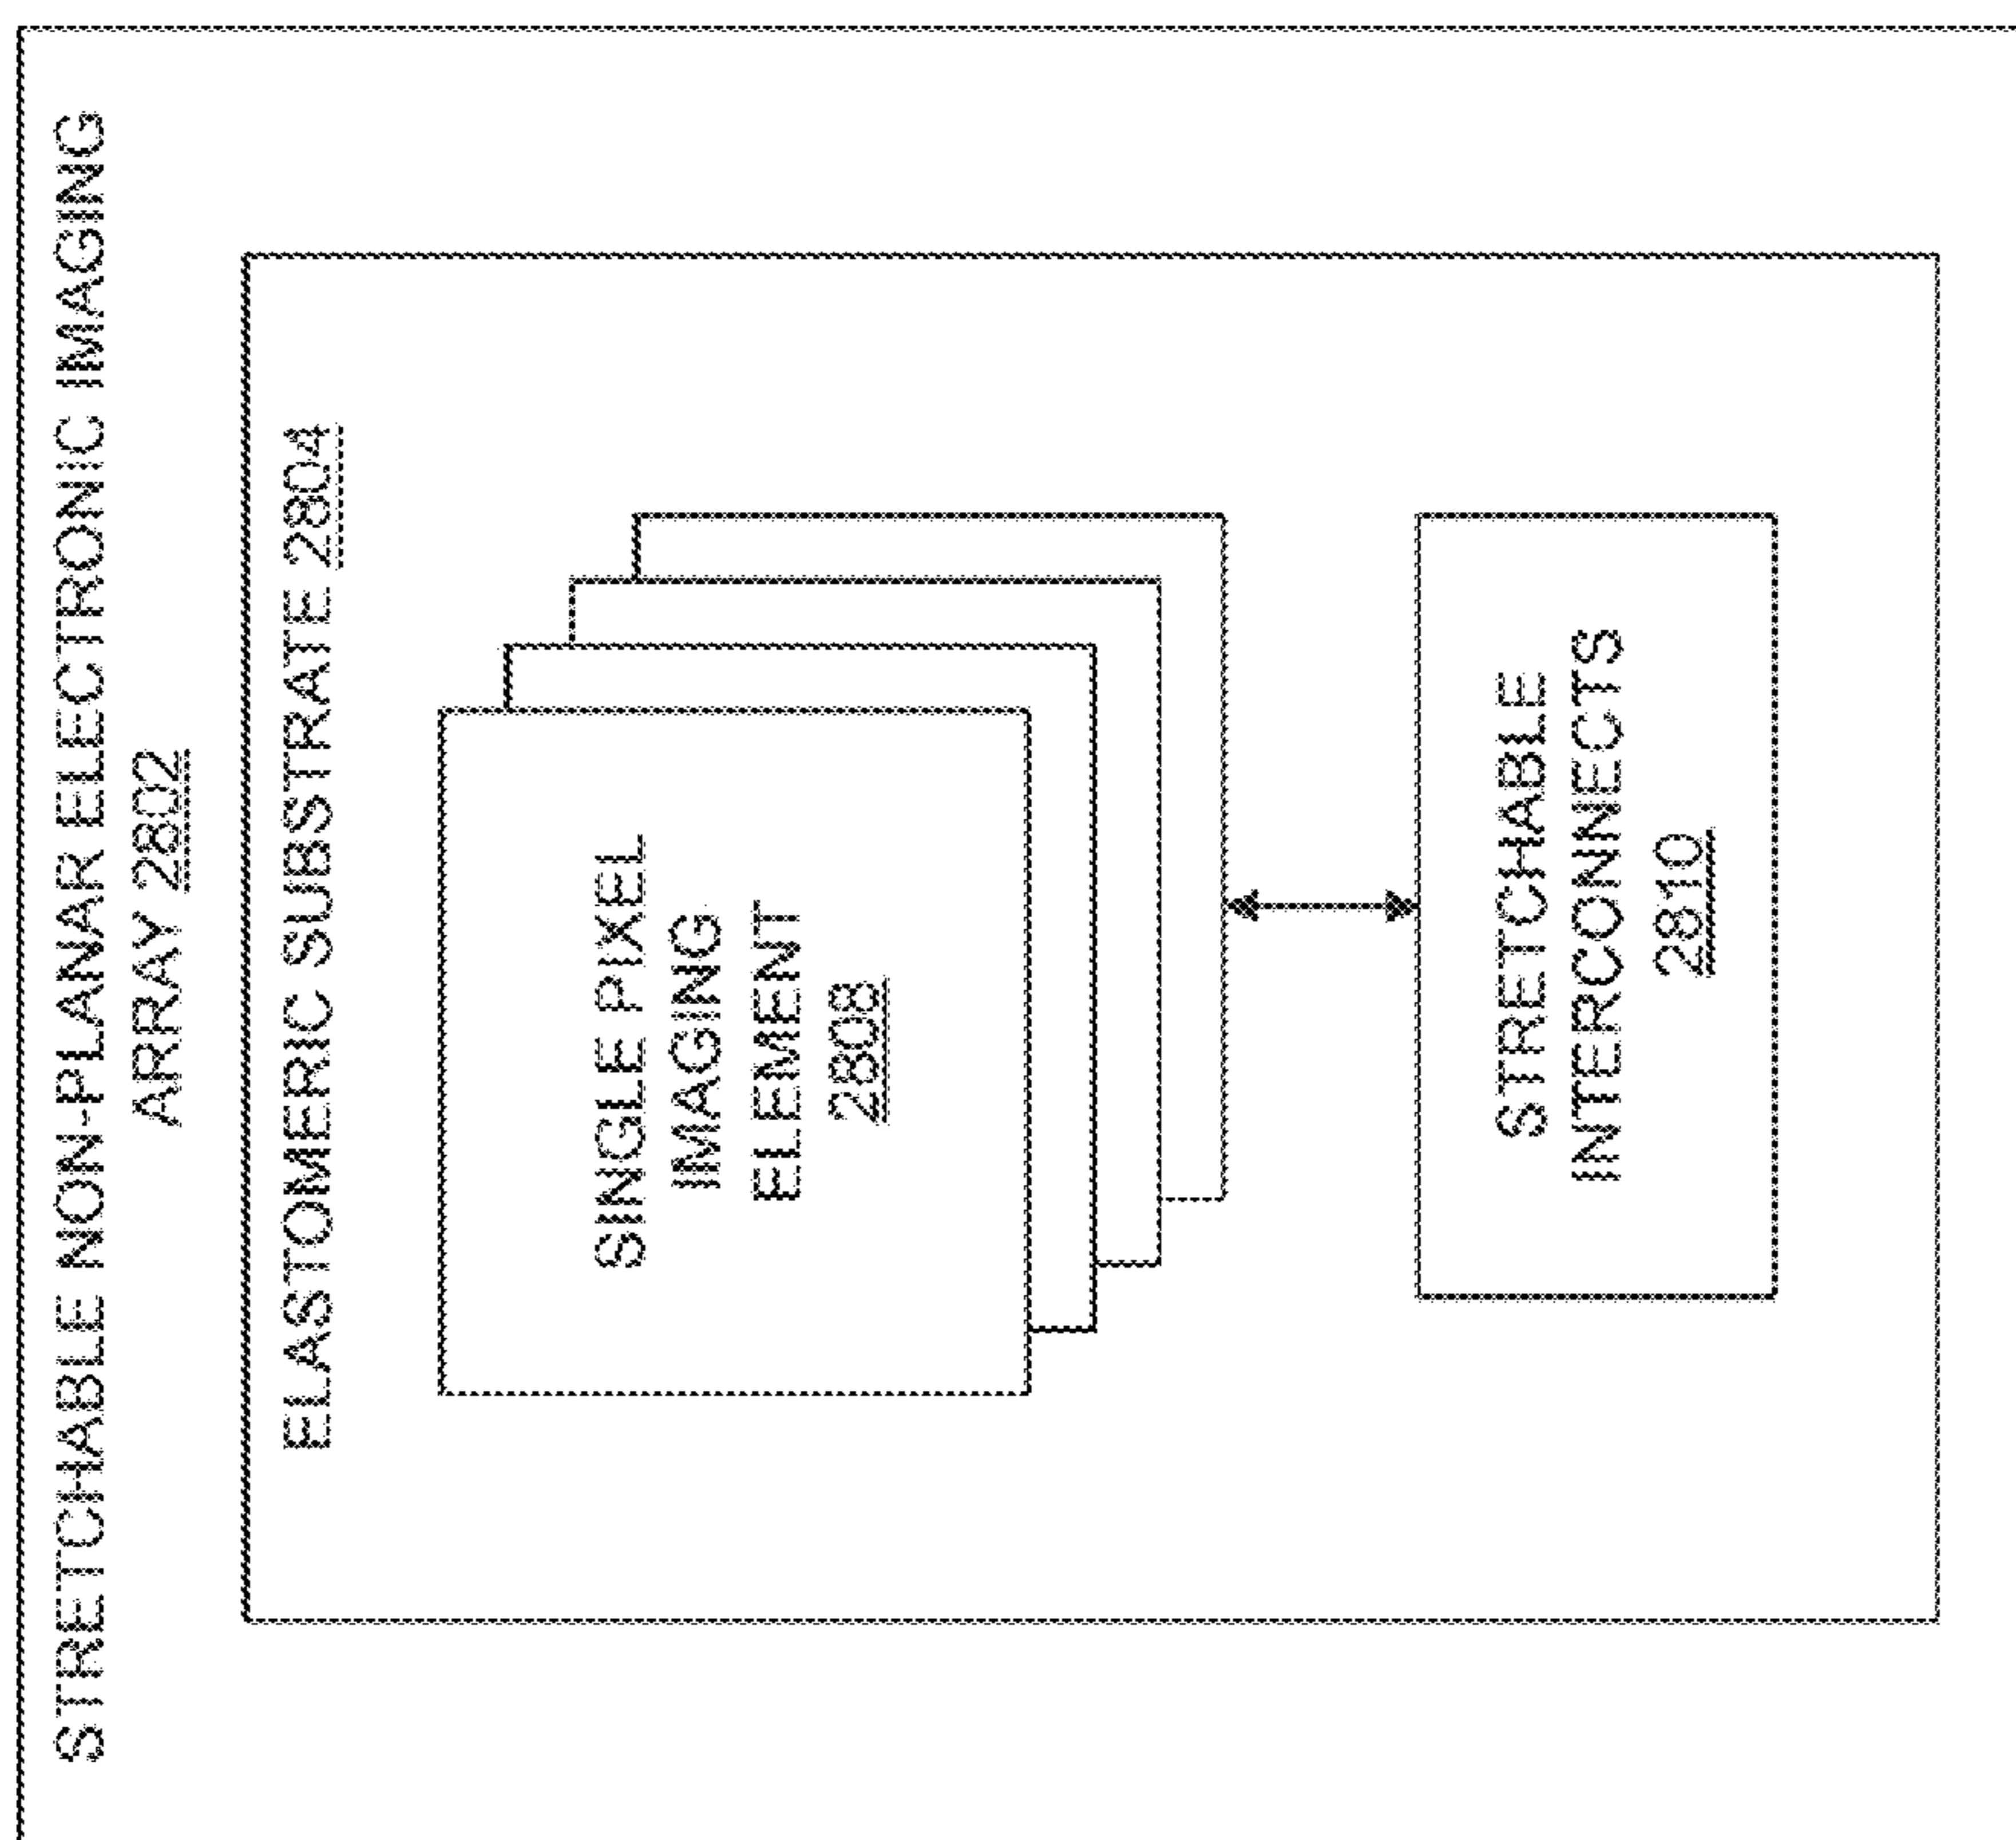 STRETCHABLE NON-PLANAR ELECTRONIC IMAGING
ARRAY 2802
ELASTOMERIC SUBSTRATE 2804
SINGLE PIXEL
IMAGING
ELEMENT
2808
STRETCHABLE
INTERCONNECTS
2810